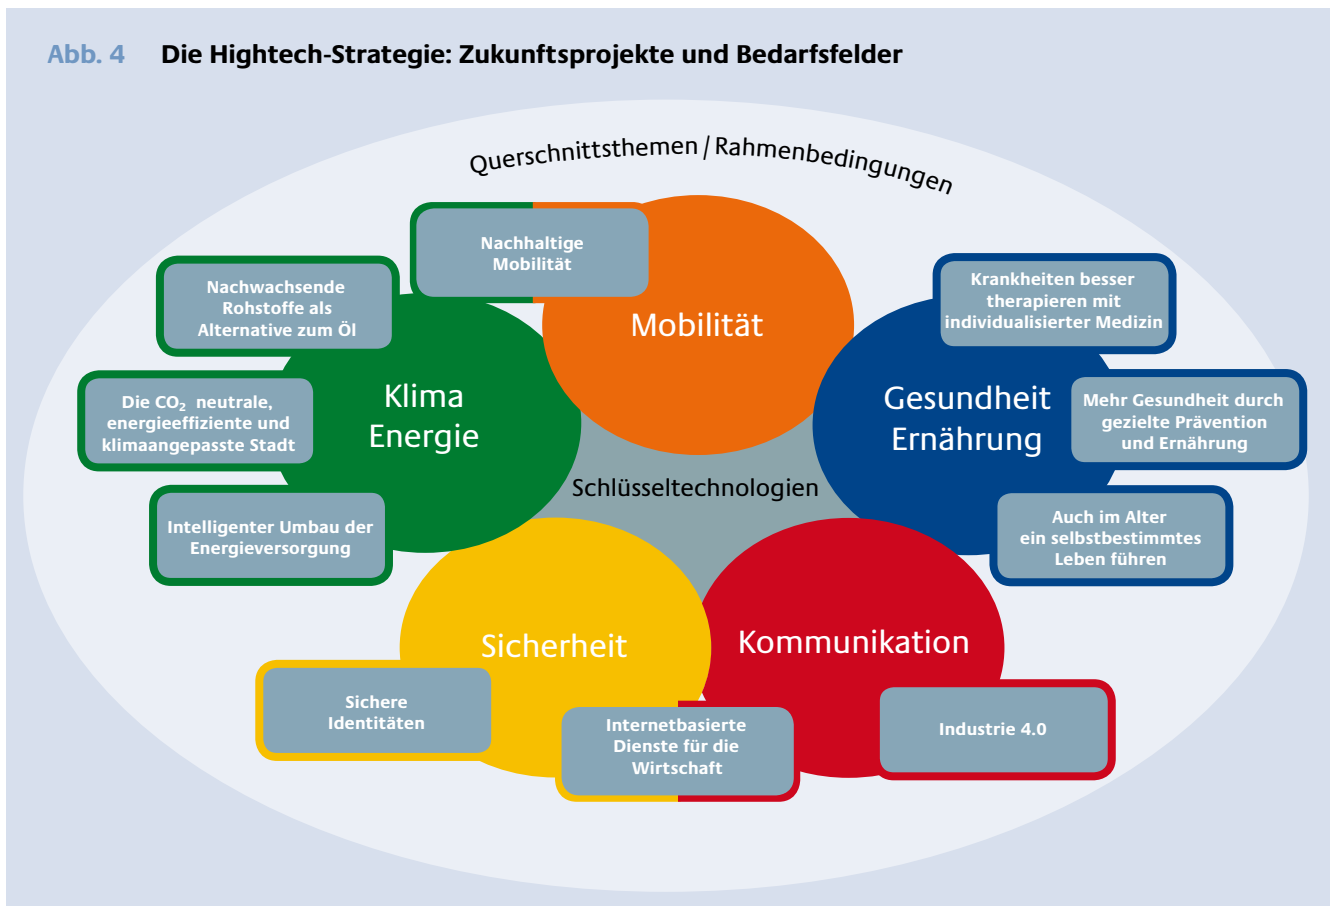 Abb. 4 Die Hightech-Strategie: Zukunftsprojekte und Bedarfsfelder
Querschnittsthemen / Rahmenbedingungen
Nachhaltige
Mobilität
Mobilität
Nachwachsende
Rohstoffe als
Alternative zum Öl
Die CO₂ neutrale,
energieeffiziente und
klimaangepasste Stadt
Intelligenter Umbau der
Energieversorgung
Klima
Energie
Krankheiten besser
therapieren mit
individualisierter Medizin
Gesundheit
Ernährung
Mehr Gesundheit durch
gezielte Prävention
und Ernährung
Auch im Alter
ein selbstbestimmtes
Leben führen
Schlüsseltechnologien
Sicherheit
Sichere
Identitäten
Internetbasierte
Dienste für die
Wirtschaft
Kommunikation
Industrie 4.0